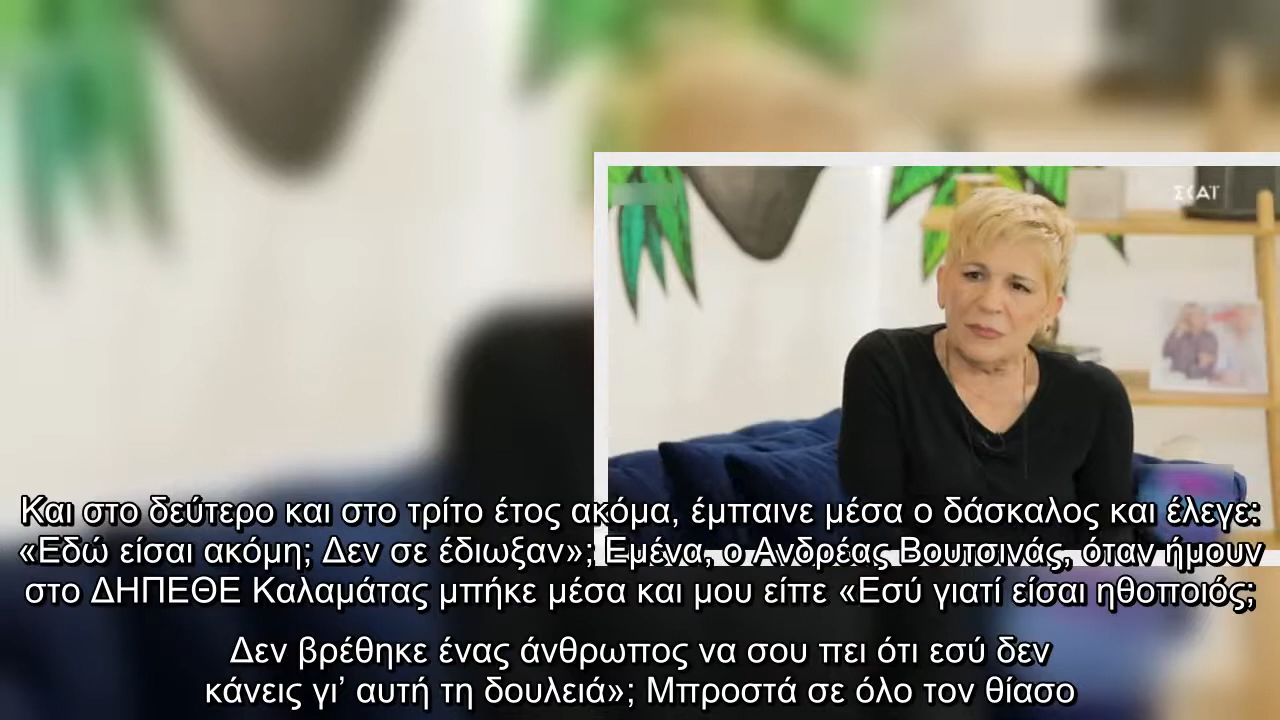 ΣΚΑΪ
Και στο δεύτερο και στο τρίτο έτος ακόμα, έμπαινε μέσα ο δάσκαλος και έλεγε:
«Εδώ είσαι ακόμη; Δεν σε έδιωξαν»; Εμένα, ο Ανδρέας Βουτσινάς, όταν ήμουν
στο ΔΗΠΕΘΕ Καλαμάτας μπήκε μέσα και μου είπε «Εσύ γιατί είσαι ηθοποιός;
Δεν βρέθηκε ένας άνθρωπος να σου πει ότι εσύ δεν
κάνεις γι’ αυτή τη δουλειά»; Μπροστά σε όλο τον θίασο